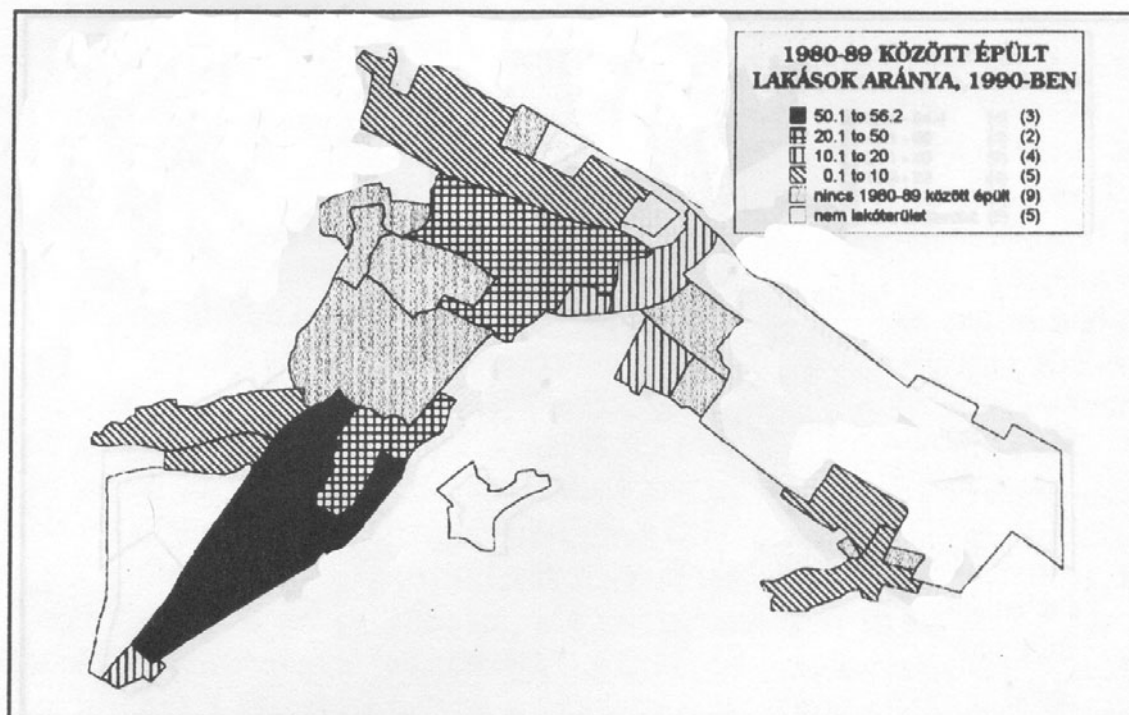 1980-89 KÖZÖTT ÉPÜLT
LAKÁSOK ARÁNYA, 1990-BEN
50.1 to 56.2 (3)
20.1 to 50 (2)
10.1 to 20 (4)
0.1 to 10 (5)
nincs 1980-89 között épült (9)
nem lakóterület (5)